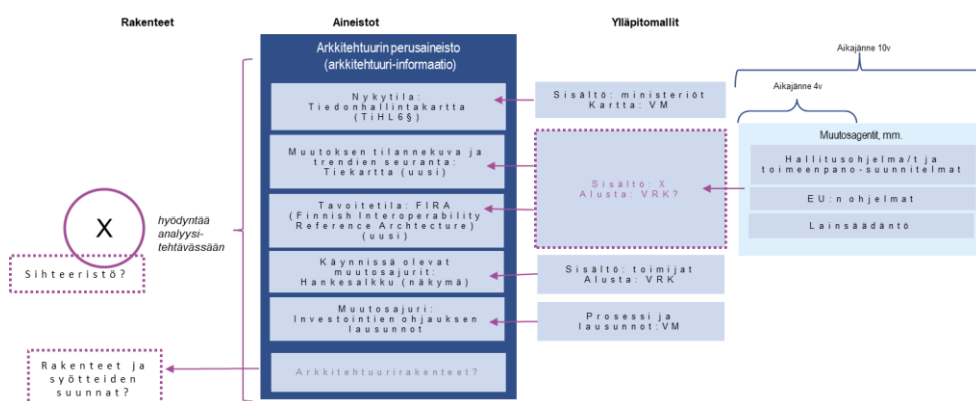 Rakenteet
Aineistot
Ylläpitomallit
Arkkitehtuurin perusaineisto
(arkkitehtuuri-informaatio)
Nykytila:
Tiedonhallintakartta
(TiHL6§)
Muutoksen tilannekuva ja
trendien seuranta:
Tiekartta (uusi)
Tavoitetila: FIRA
(Finnish Interoperability
Reference Archtecture)
(uusi)
Käynnissä olevat
muutosajurit:
Hankesalkku (näkymä)
Muutosajuri:
Investointien ohjauksen
lausunnot
Arkkitehtuurirakenteet?
X
hyödyntää
analyysi-
tehtävässään
Sihteeristö?
Rakenteet ja
syötteiden
suunnat?
Sisältö: ministeriöt
Kartta: VM
Sisältö: X
Alusta: VRK?
Sisältö: toimijat
Alusta: VRK
Prosessi ja
lausunnot:VM
Aikajänne 10v
Aikajänne 4v
Muutosagentit, mm.
Hallitusohjelma/t ja
toimeenpano-suunnitelmat
EU:n ohjelmat
Lainsäädäntö